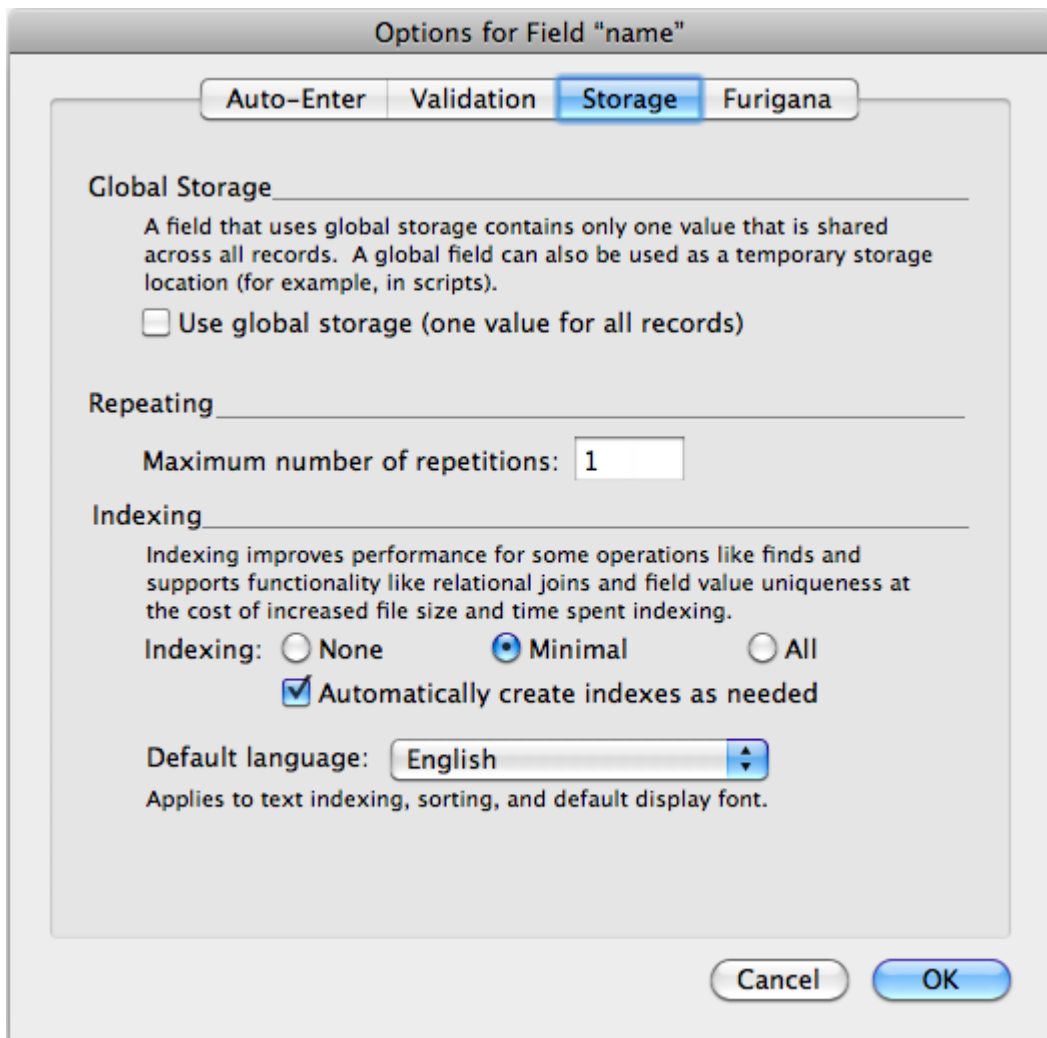 Options for Field “name”
Auto-Enter Validation Storage Furigana
Global Storage
A field that uses global storage contains only one value that is shared
across all records.  A global field can also be used as a temporary storage
location (for example, in scripts).
Use global storage (one value for all records)
Repeating
Maximum number of repetitions: 1
Indexing
Indexing improves performance for some operations like finds and
supports functionality like relational joins and field value uniqueness at
the cost of increased file size and time spent indexing.
Indexing: None Minimal All
Automatically create indexes as needed
Default language: English
Applies to text indexing, sorting, and default display font.
Cancel OK